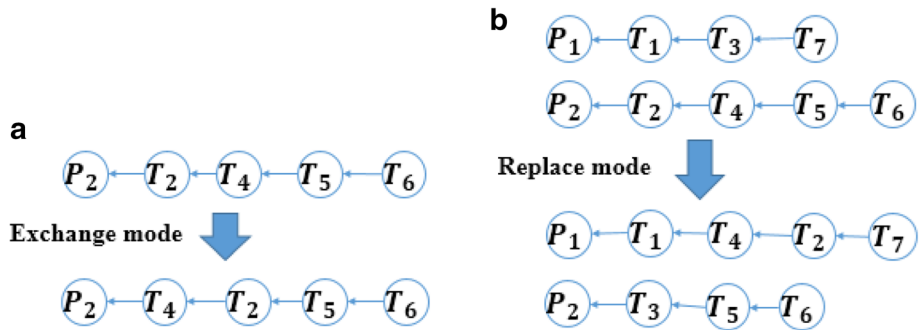 a
P2 T2 T4 T5 T6
Exchange mode
P2 T4 T2 T5 T6
b
P1 T1 T3 T7
P2 T2 T4 T5 T6
Replace mode
P1 T1 T4 T2 T7
P2 T3 T5 T6